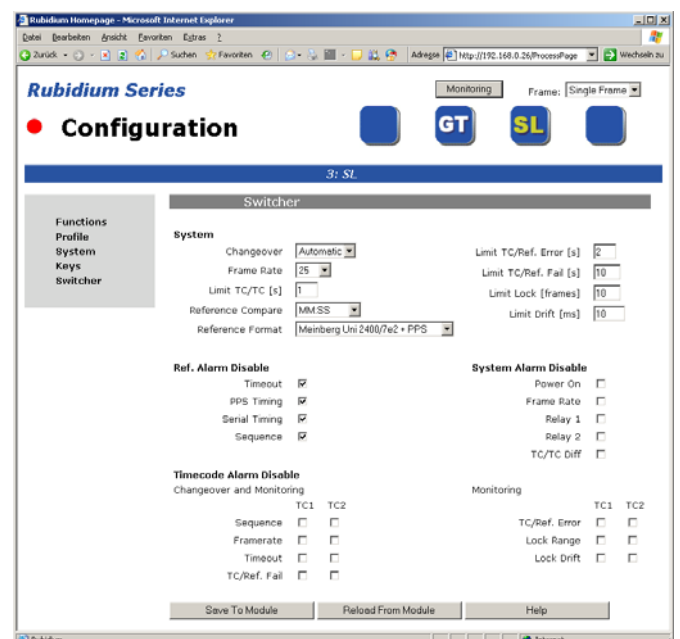 Rubidium Homepage - Microsoft Internet Explorer
Datei Bearbeiten Ansicht Favoriten Extras ?
Zurück Suchen Favoriten Adresse http://192.168.0.26/ProcessPage Wechseln zu
Rubidium Series Monitoring Frame: Single Frame
Configuration GT SL
3: SL
Switcher
Functions
Profile
System
Keys
Switcher
System
Changeover Automatic Limit TC/Ref. Error [s] 2
Frame Rate 25 Limit TC/Ref. Fail [s] 10
Limit TC/TC [s] 1 Limit Lock [frames] 10
Reference Compare MM:SS Limit Drift [ms] 10
Reference Format Meinberg Uni 2400/7e2 + PPS
Ref. Alarm Disable System Alarm Disable
Timeout Power On
PPS Timing Frame Rate
Serial Timing Relay 1
Sequence Relay 2
TC/TC Diff
Timecode Alarm Disable
Changeover and Monitoring Monitoring
TC1 TC2 TC1 TC2
Sequence TC/Ref. Error
Framerate Lock Range
Timeout Lock Drift
TC/Ref. Fail
Save To Module Reload From Module Help